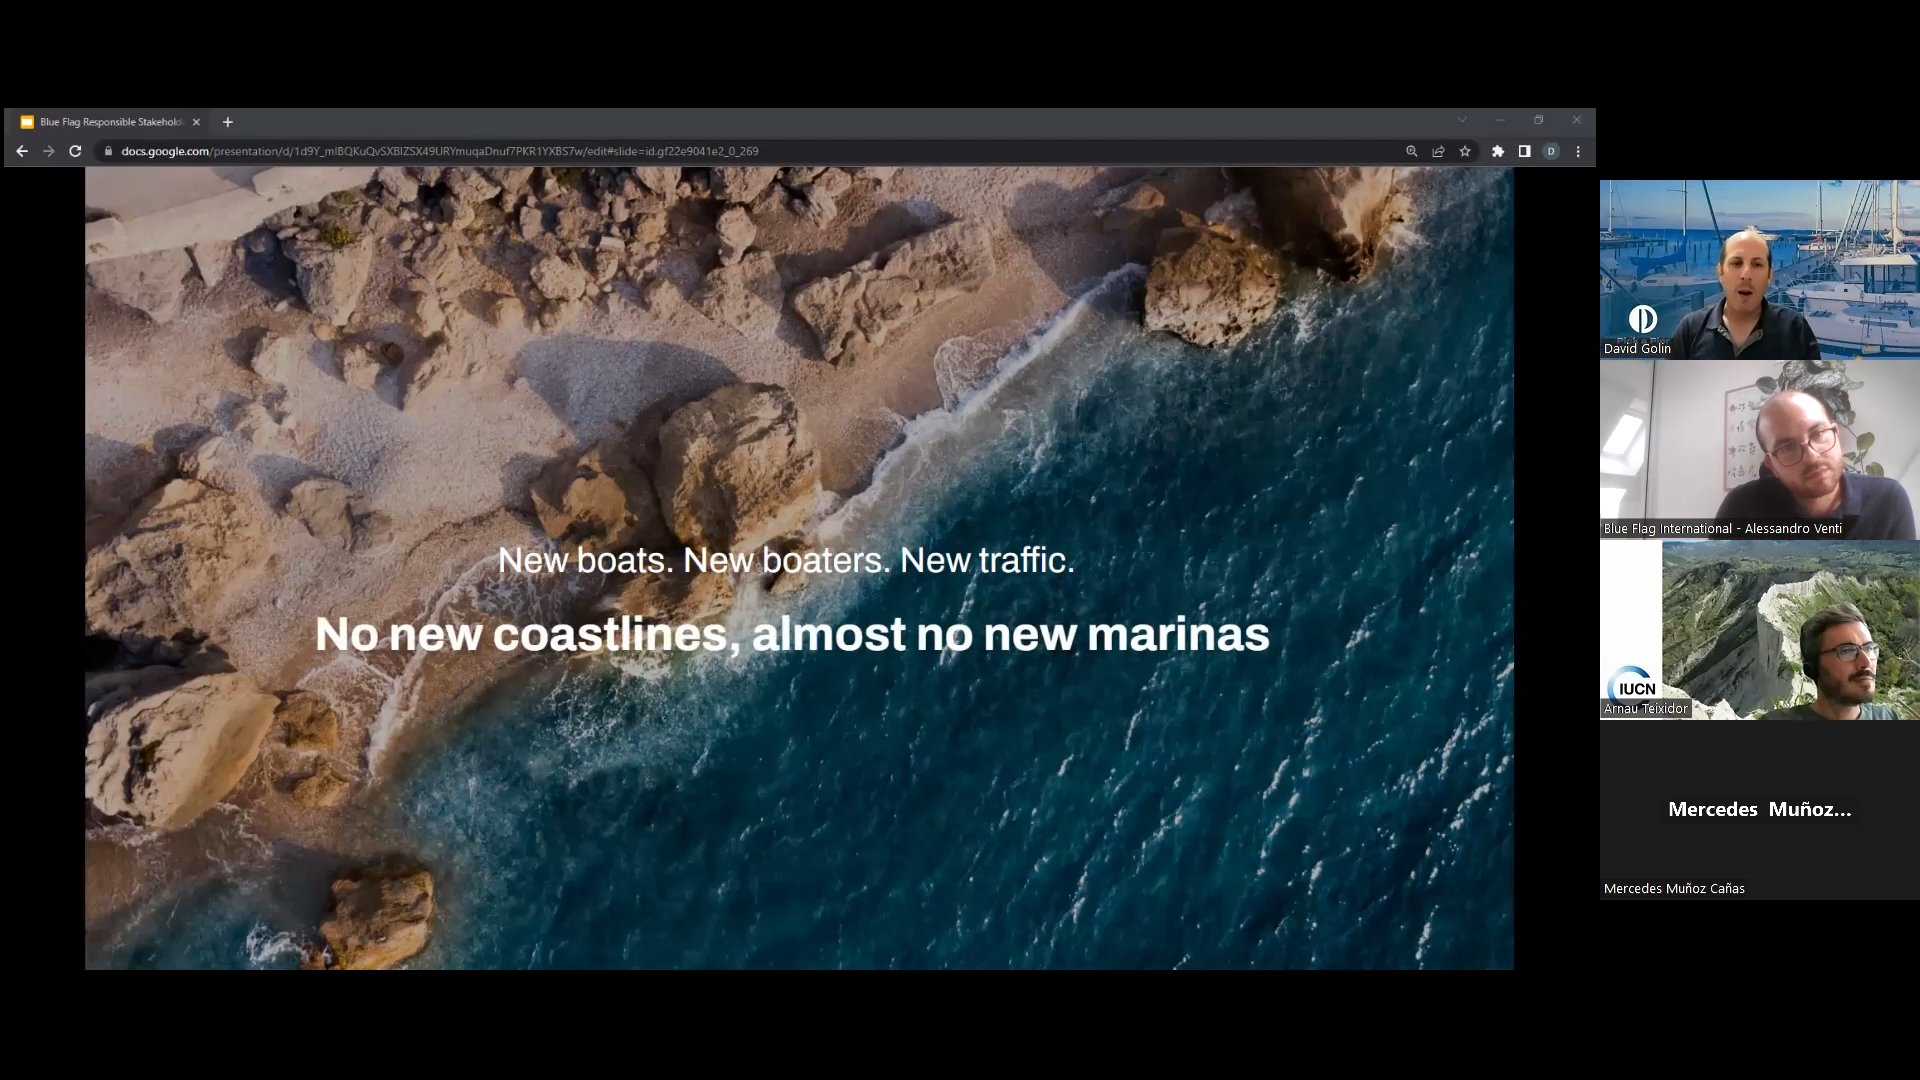 Blue Flag Responsible Stakehold
docs.google.com/presentation/d/1d9Y_mlBQKuQvSXBlZSX49URYmuqaDnuf7PKR1YXBS7w/edit#slide=id.gf22e9041e2_0_269
D
New boats. New boaters. New traffic.
No new coastlines, almost no new marinas
David Golin
Blue Flag International - Alessandro Venti
IUCN
Arnau Teixidor
Mercedes Muñoz...
Mercedes Muñoz Cañas